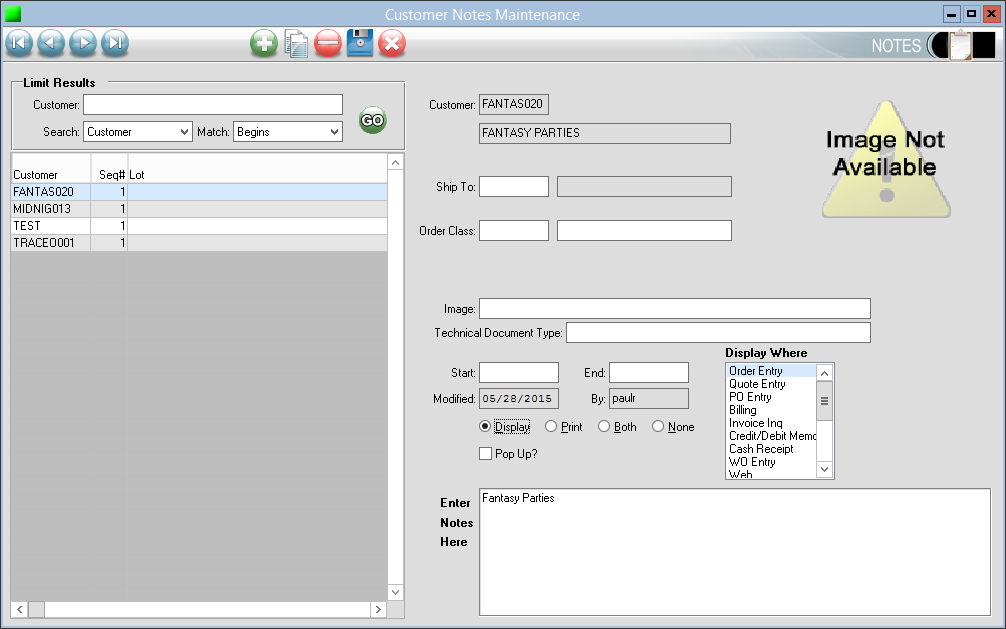 Customer Notes Maintenance
NOTES
Limit Results
Customer:
GO
Search: Customer Match: Begins
Customer Seq# Lot
FANTAS020 1
MIDNIG013 1
TEST 1
TRACEO001 1
Customer: FANTAS020
FANTASY PARTIES
Image Not
Available
Ship To:
Order Class:
Image:
Technical Document Type:
Start: End:
Modified: 05/28/2015 By: paulr
Display Print Both None
Pop Up?
Display Where
Order Entry
Quote Entry
PO Entry
Billing
Invoice Inq
Credit/Debit Memo
Cash Receipt
WO Entry
Web
Enter
Notes
Here
Fantasy Parties